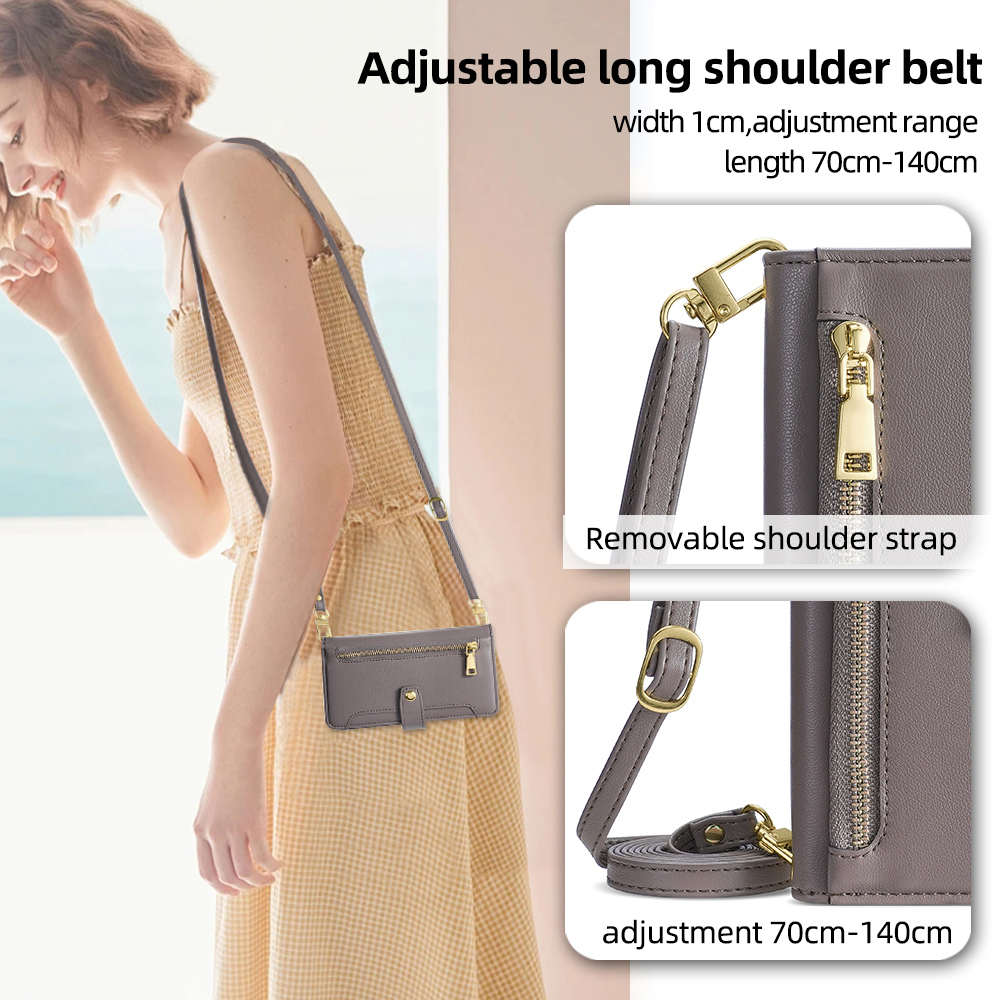 Adjustable long shoulder belt
width 1cm,adjustment range
length 70cm-140cm
Removable shoulder strap
adjustment 70cm-140cm